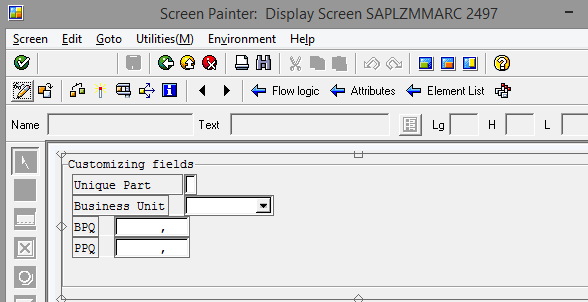 Screen Painter:  Display Screen SAPLZMMARC 2497
Screen Edit Goto Utilities(M) Environment Help
Flow logic Attributes Element List
Name Text Lg H L
Customizing fields
Unique Part
Business Unit
BPQ ,
PPQ ,